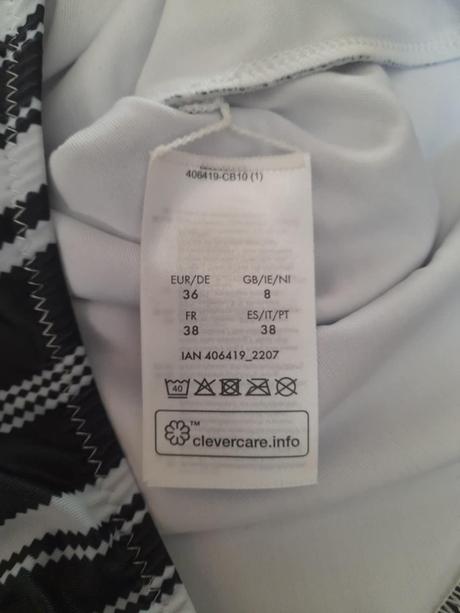 406419-CB10 (1)
EUR/DE GB/IE/NI
36 8
FR ES/IT/PT
38 38
IAN 406419_2207
40
™
clevercare.info